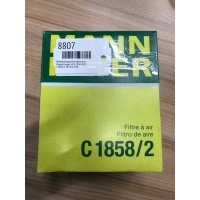 MANN
8807
FILTER
Filtre à air
Filtro de aire
C 1858/2